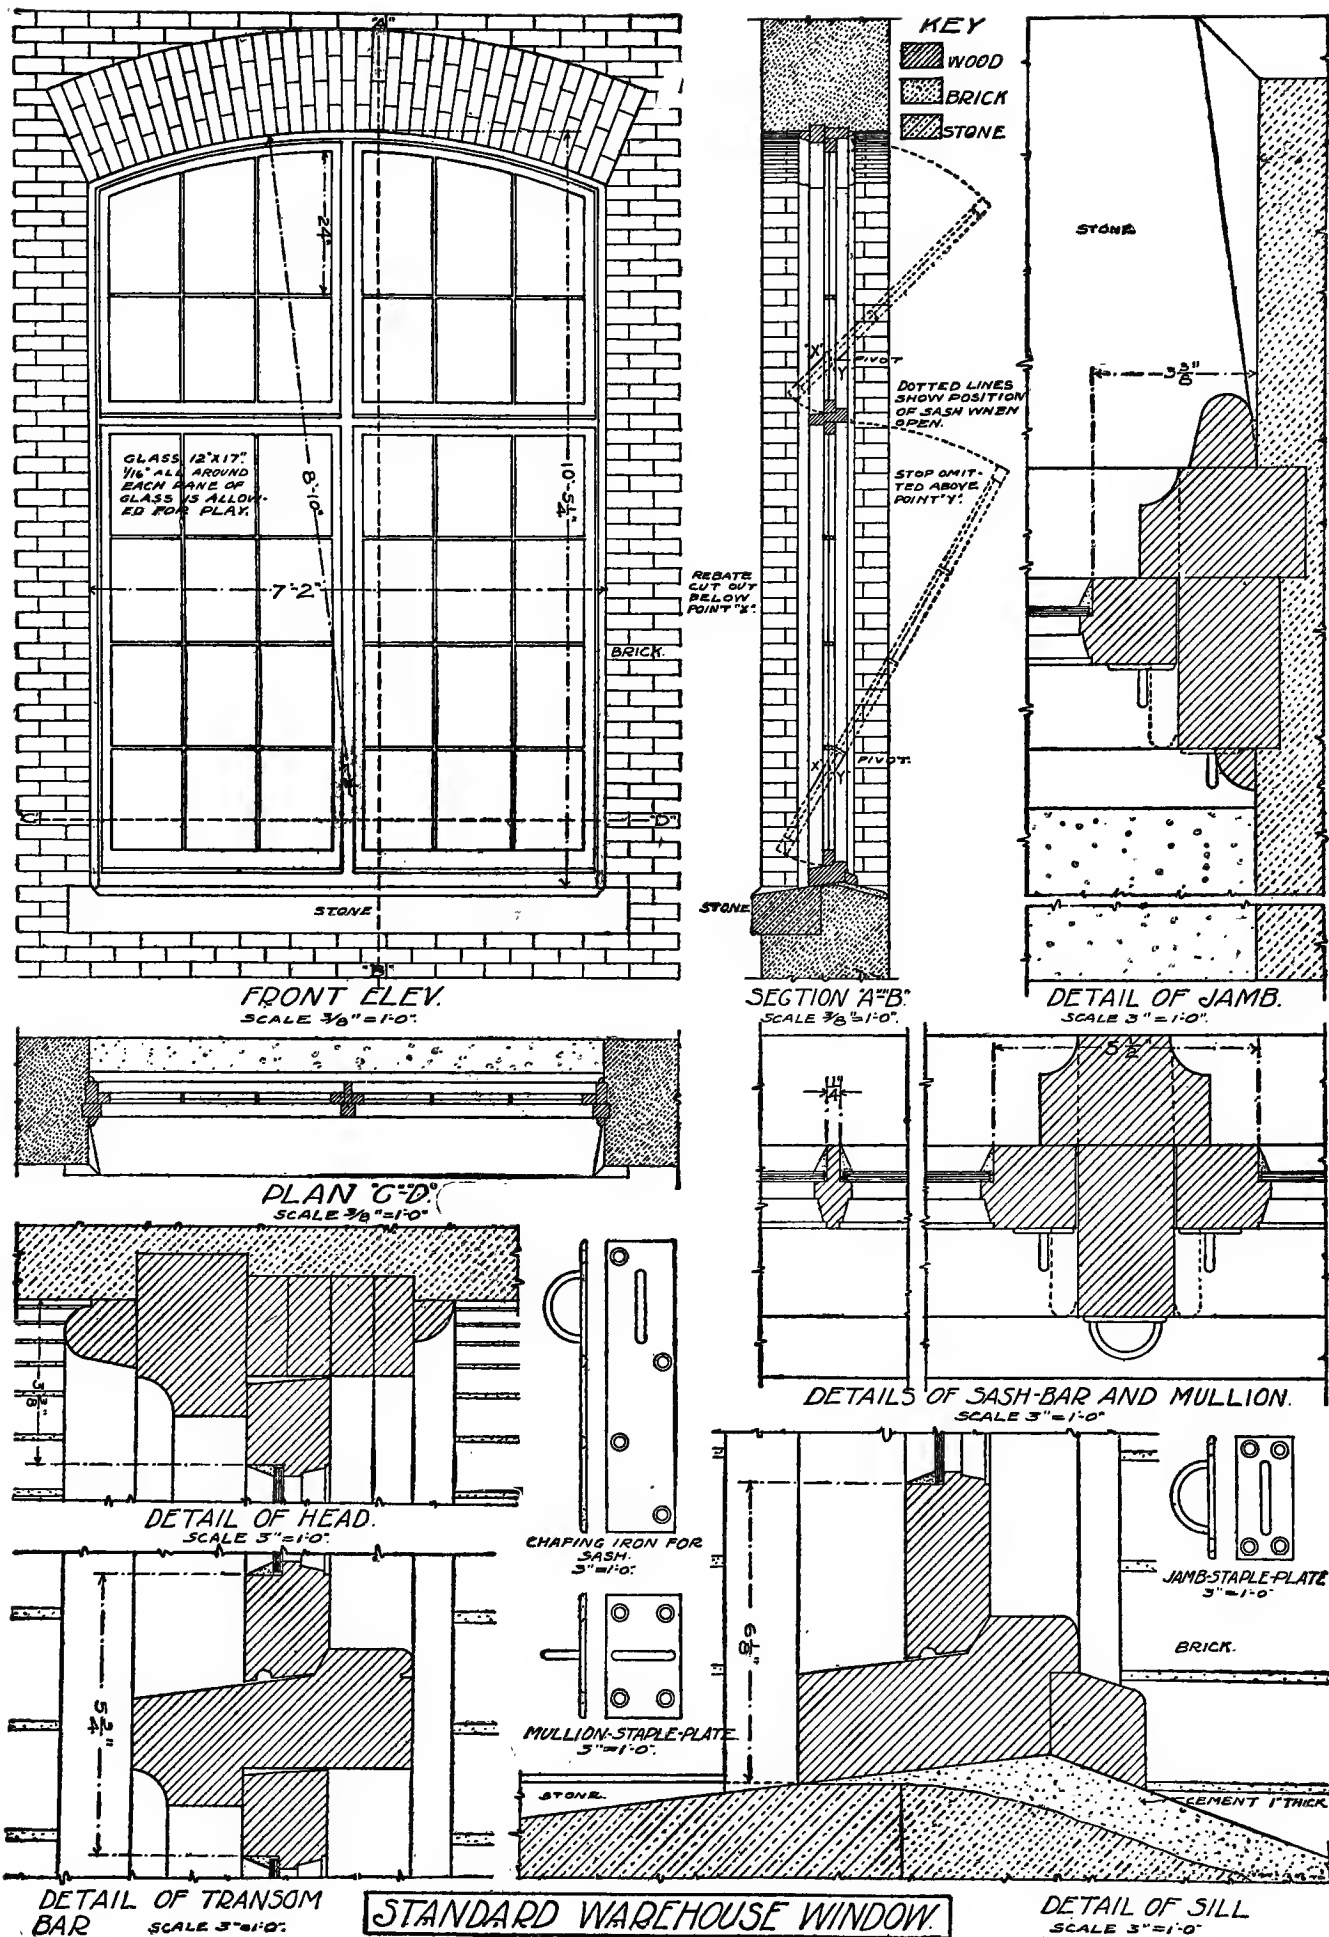 "A"
24"
GLASS 12"X17"
1/16" ALL AROUND
EACH PANE OF
GLASS IS ALLOW-
ED FOR PLAY.
8'-10"
10'-5 1/4"
7'-2"
BRICK.
"C"
"D"
STONE
"B"
FRONT ELEV.
SCALE 3/8" = 1'-0".
KEY
WOOD
BRICK
STONE
"X"
PIVOT
Y
DOTTED LINES
SHOW POSITION
OF SASH WHEN
OPEN.
STOP OMIT-
TED ABOVE
POINT "Y".
REBATE
CUT OUT
BELOW
POINT "X".
X
PIVOT.
Y
STONE
SECTION "A"-"B".
SCALE 3/8" = 1'-0".
STONE
3 3/8"
DETAIL OF JAMB.
SCALE 3" = 1'-0".
PLAN "C"-"D".
SCALE 3/8" = 1'-0"
1/4"
5 1/2"
DETAILS OF SASH-BAR AND MULLION.
SCALE 3" = 1'-0"
3 3/8"
DETAIL OF HEAD.
SCALE 3" = 1'-0".
CHAPING IRON FOR
SASH.
3" = 1'-0".
JAMB-STAPLE-PLATE
3" = 1'-0"
5 3/4"
MULLION-STAPLE-PLATE.
3" = 1'-0".
6 1/8"
BRICK.
STONE.
CEMENT 1" THICK
DETAIL OF TRANSOM
BAR SCALE 3" = 1'-0".
STANDARD WAREHOUSE WINDOW.
DETAIL OF SILL
SCALE 3" = 1'-0"